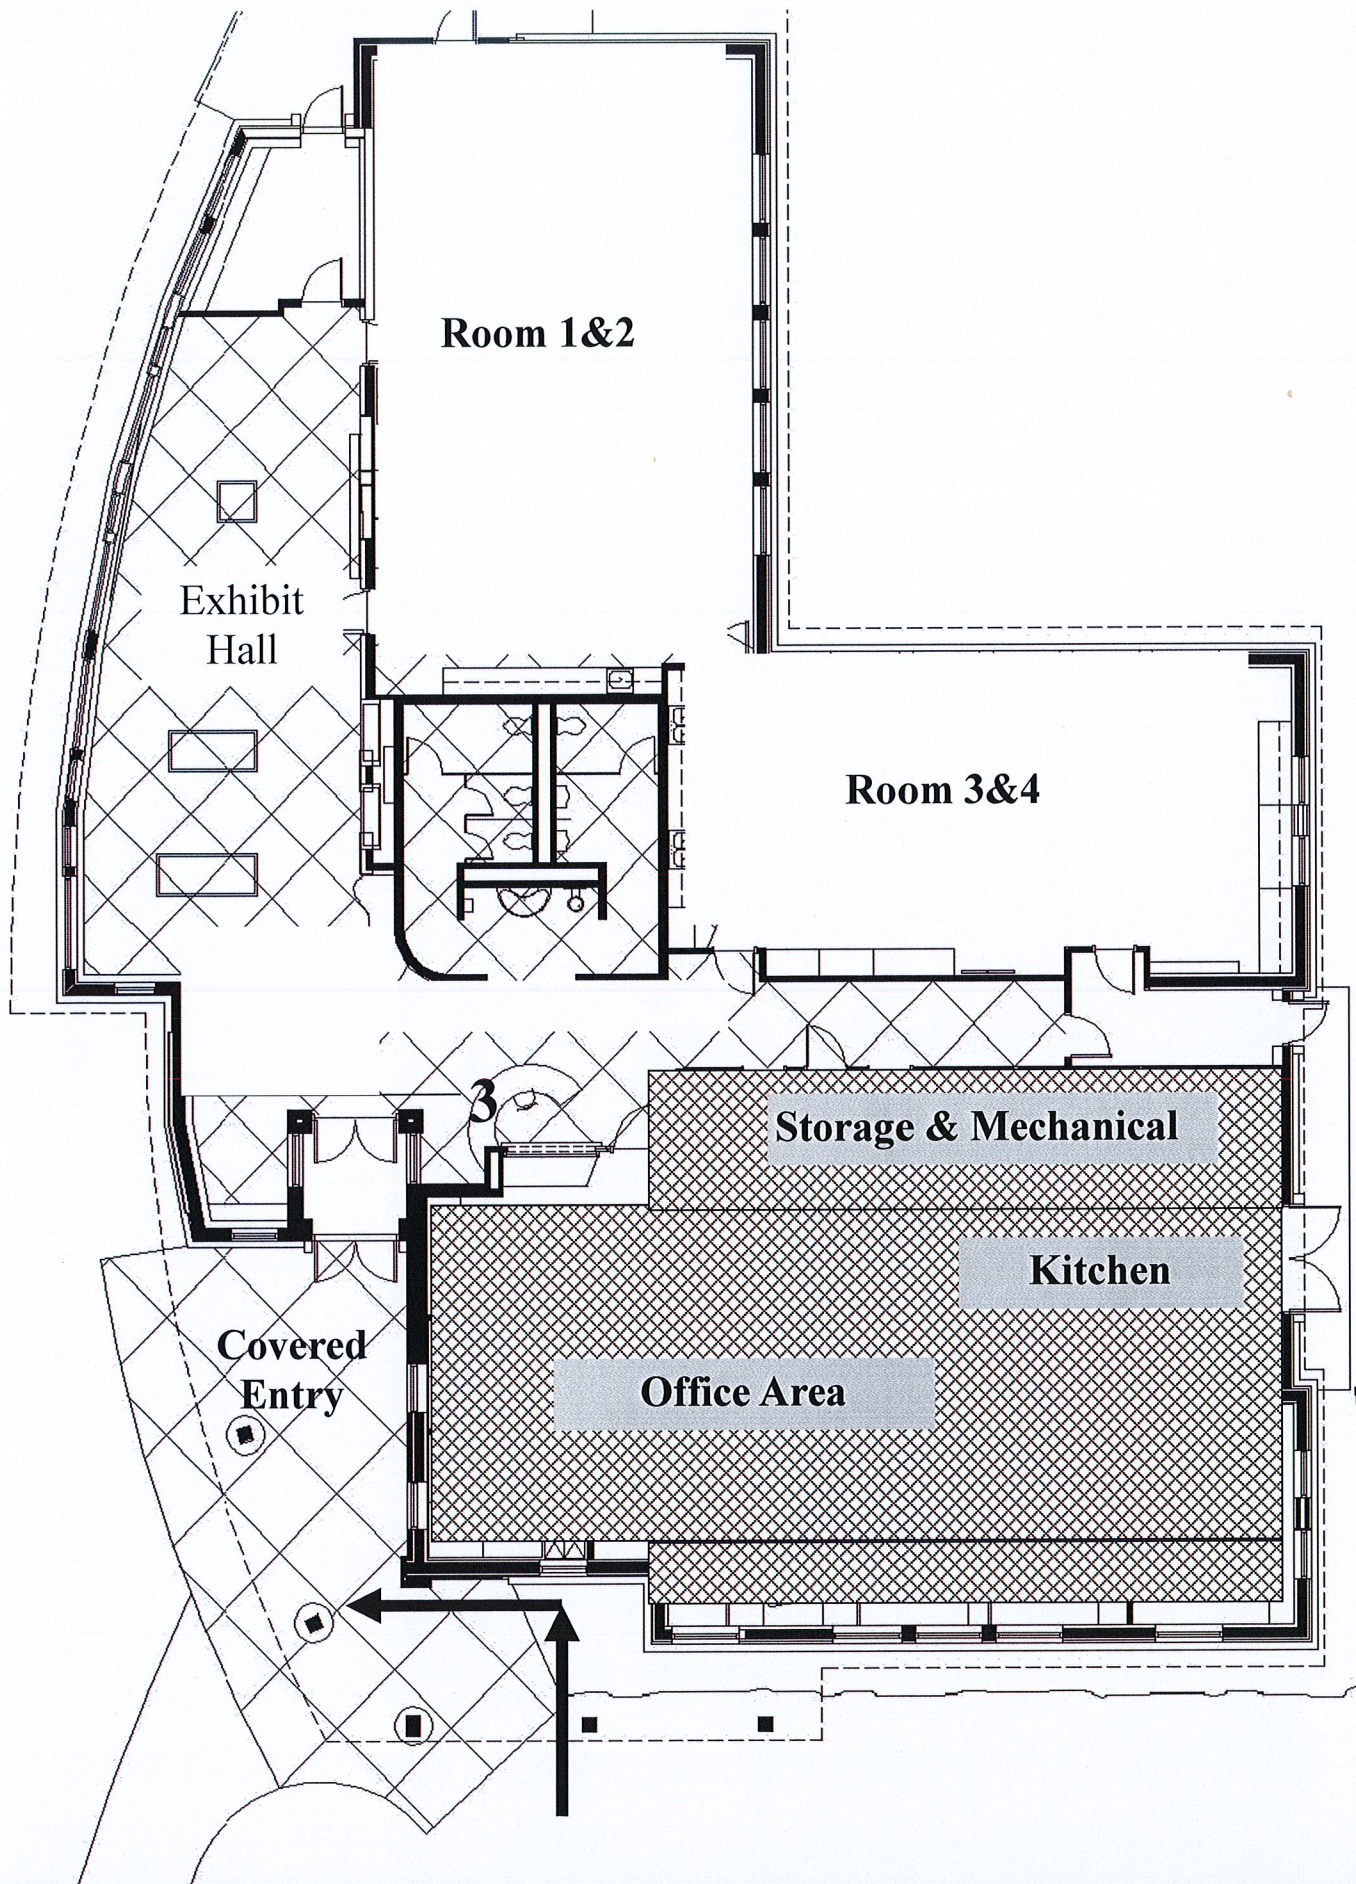 Room 1&2
Exhibit
Hall
Room 3&4
3
Storage & Mechanical
Kitchen
Covered
Entry
Office Area